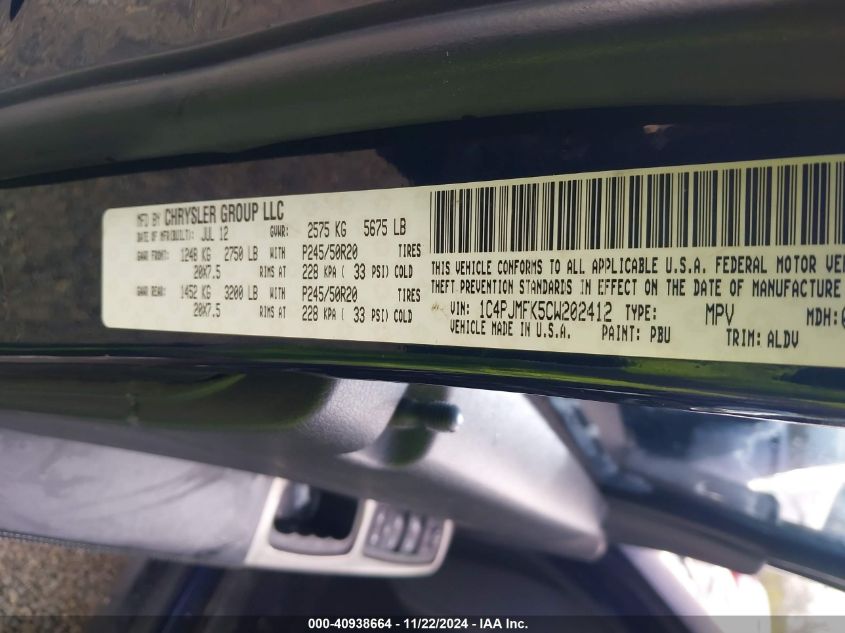 MFD BY CHRYSLER GROUP LLC
DATE OF MFR(BUILT): JUL 12 GVWR: 2575 KG 5675 LB
GAWR FRONT: 1248 KG 2750 LB WITH P245/50R20 TIRES
20X7.5 RIMS AT 228 KPA ( 33 PSI) COLD
GAWR REAR: 1452 KG 3200 LB WITH P245/50R20 TIRES
20X7.5 RIMS AT 228 KPA ( 33 PSI) COLD
THIS VEHICLE CONFORMS TO ALL APPLICABLE U.S.A. FEDERAL MOTOR VEH
THEFT PREVENTION STANDARDS IN EFFECT ON THE DATE OF MANUFACTURE
VIN: 1C4PJMFK5CW202412 TYPE: MPV MDH:
VEHICLE MADE IN U.S.A. PAINT: PBU TRIM: ALDV
000-40938664 - 11/22/2024 - IAA Inc.